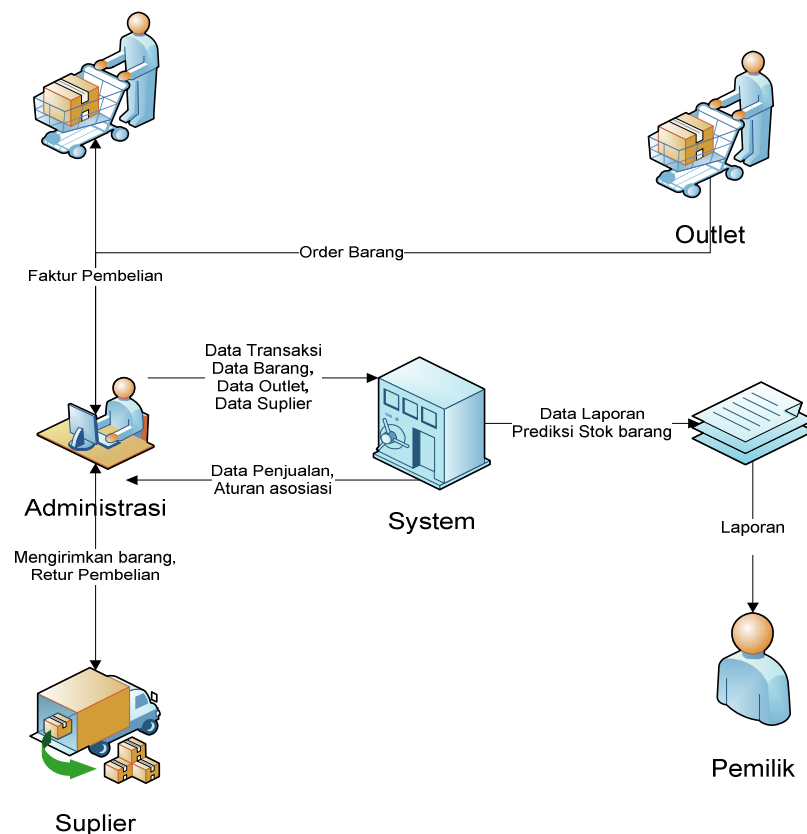 Outlet
Order Barang
Faktur Pembelian
Data Transaksi
Data Barang,
Data Outlet,
Data Suplier
Data Laporan
Prediksi Stok barang
Data Penjualan,
Aturan asosiasi
Administrasi
System
Laporan
Mengirimkan barang,
Retur Pembelian
Pemilik
Suplier